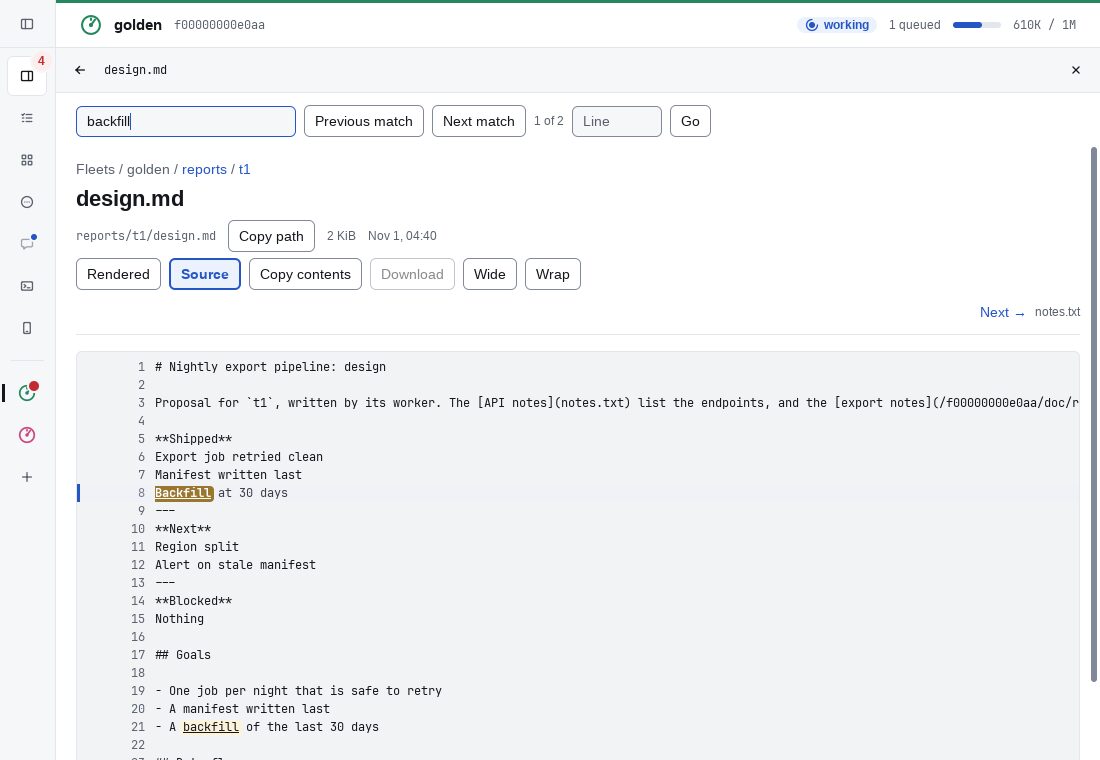 golden f00000000e0aa working 1 queued 610K / 1M
4
design.md
backfill Previous match Next match 1 of 2 Line Go
Fleets / golden / reports / t1
design.md
reports/t1/design.md Copy path 2 KiB Nov 1, 04:40
Rendered Source Copy contents Download Wide Wrap
Next → notes.txt
1 # Nightly export pipeline: design
2
3 Proposal for `t1`, written by its worker. The [API notes](notes.txt) list the endpoints, and the [export notes](/f00000000e0aa/doc/r
4
5 **Shipped**
6 Export job retried clean
7 Manifest written last
8 Backfill at 30 days
9 ---
10 **Next**
11 Region split
12 Alert on stale manifest
13 ---
14 **Blocked**
15 Nothing
16
17 ## Goals
18
19 - One job per night that is safe to retry
20 - A manifest written last
21 - A backfill of the last 30 days
22